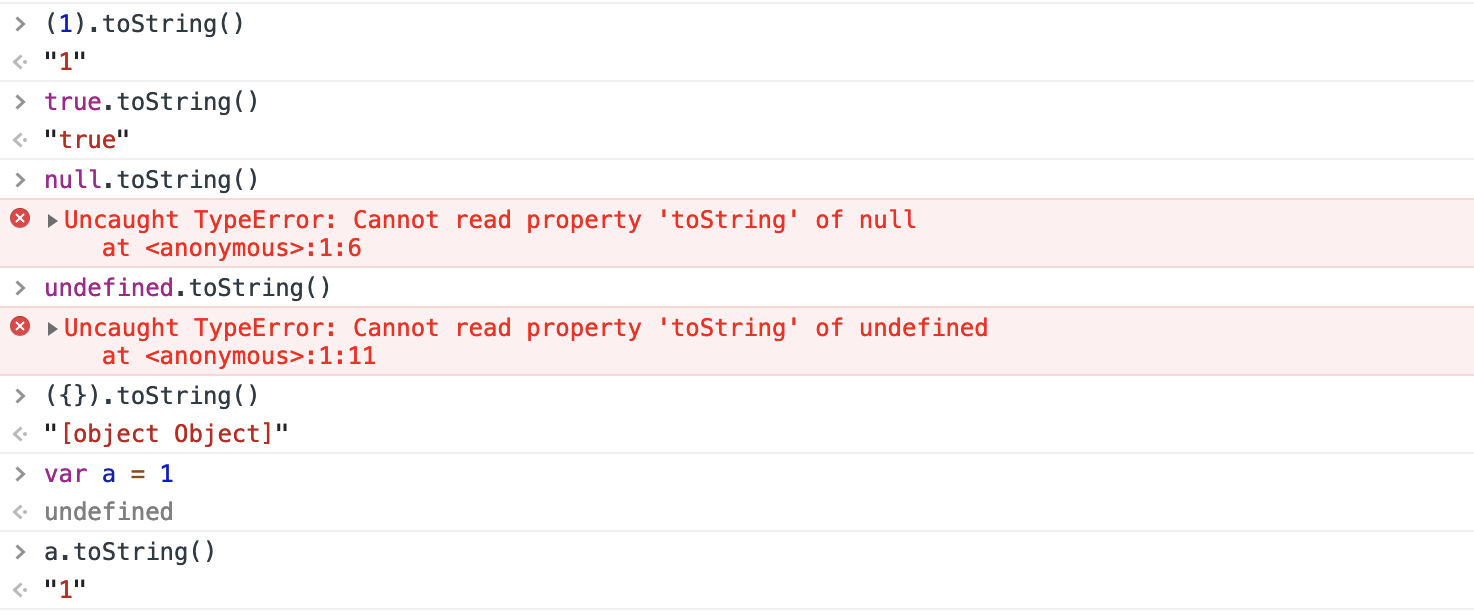 > (1).toString()
<· "1"
> true.toString()
<· "true"
> null.toString()
Uncaught TypeError: Cannot read property 'toString' of null
at <anonymous>:1:6
> undefined.toString()
Uncaught TypeError: Cannot read property 'toString' of undefined
at <anonymous>:1:11
> ({}).toString()
<· "[object Object]"
> var a = 1
<· undefined
> a.toString()
<· "1"